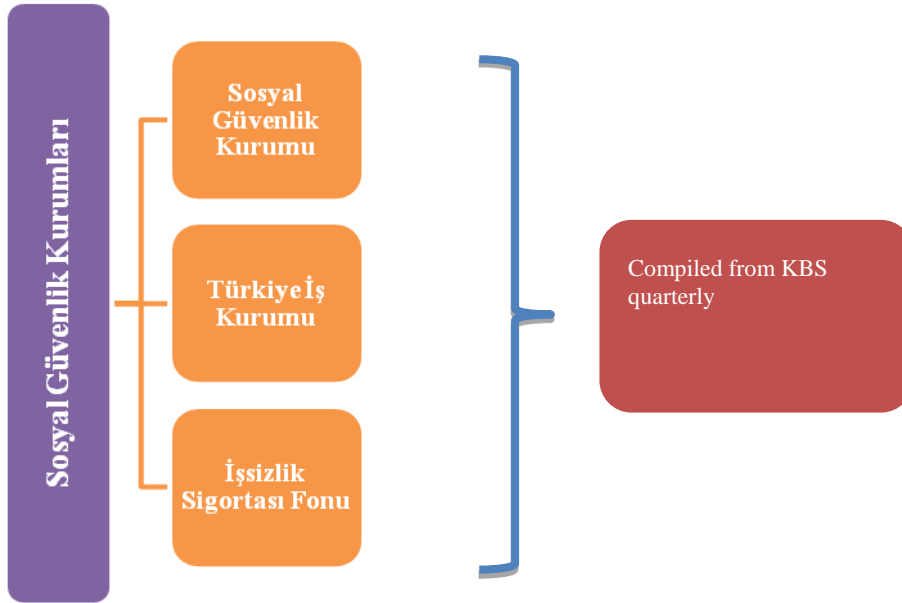 Sosyal Güvenlik Kurumları
Sosyal
Güvenlik
Kurumu
Türkiye İş
Kurumu
İşsizlik
Sigortası Fonu
Compiled from KBS
quarterly